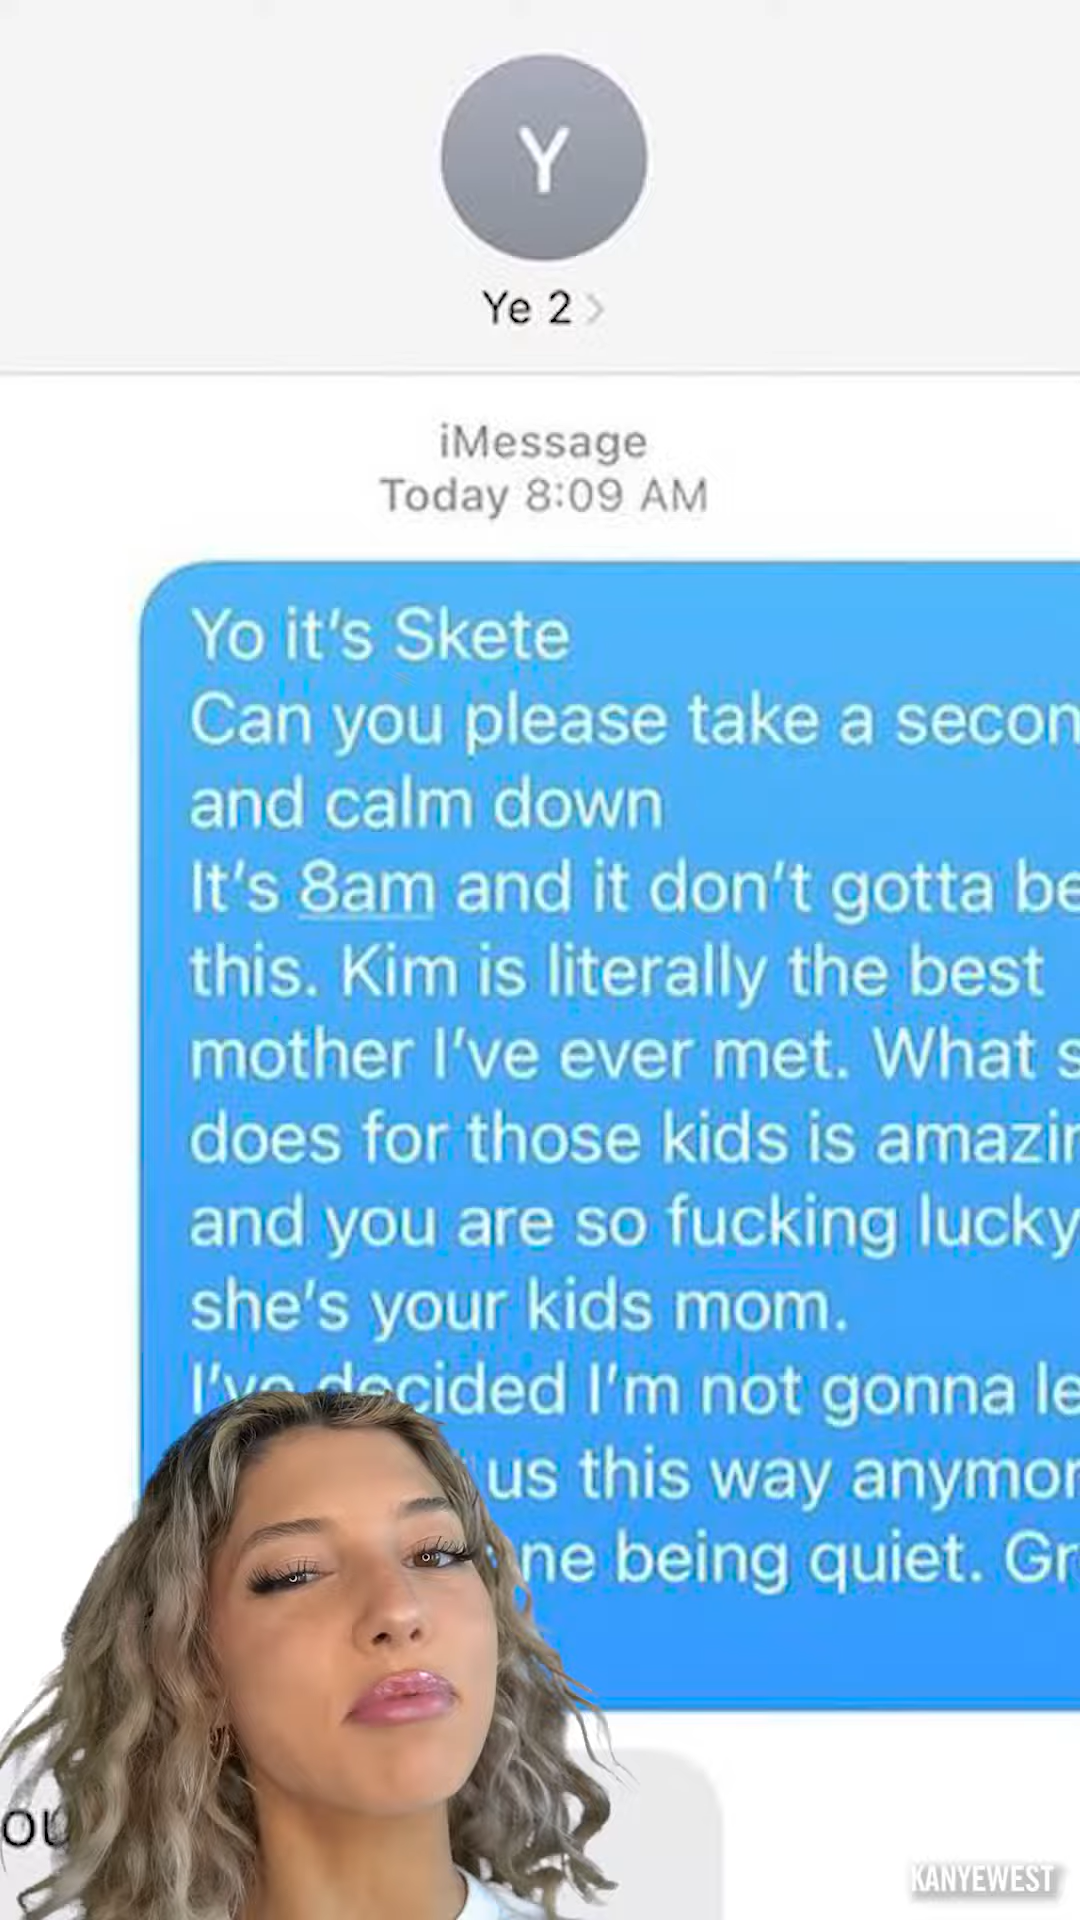 Y
Ye 2 >
iMessage
Today 8:09 AM
Yo it's Skete
Can you please take a secon
and calm down
It's 8am and it don't gotta be
this. Kim is literally the best
mother I've ever met. What s
does for those kids is amazin
and you are so fucking lucky
she's your kids mom.
I've decided I'm not gonna le
us this way anymor
ne being quiet. Gr
ou
KANYEWEST